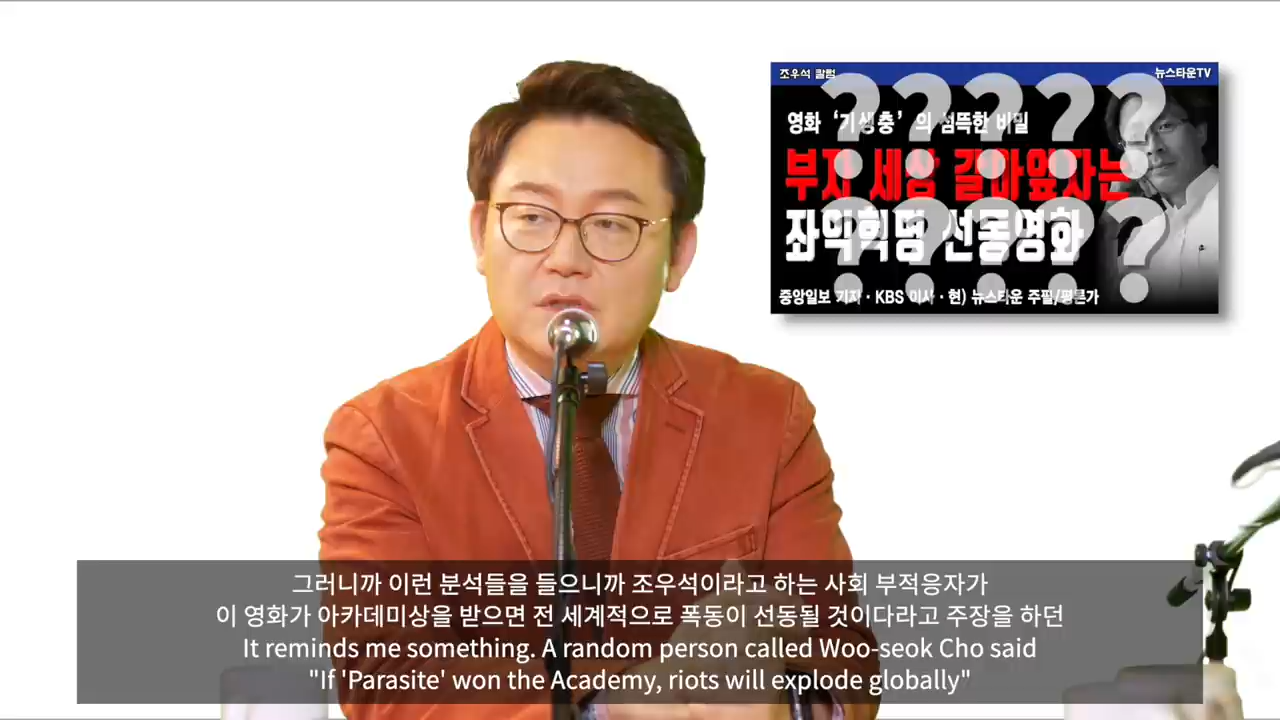 조우석 칼럼
뉴스타운TV
?????
영화 '기생충'의 섬뜩한 비밀
부자 세상 갈아엎자는
좌익혁명 선동영화
?????
중앙일보 기자·KBS 이사·현) 뉴스타운 주필/평론가
그러니까 이런 분석들을 들으니까 조우석이라고 하는 사회 부적응자가
이 영화가 아카데미상을 받으면 전 세계적으로 폭동이 선동될 것이다라고 주장을 하던
It reminds me something. A random person called Woo-seok Cho said
"If 'Parasite' won the Academy, riots will explode globally"